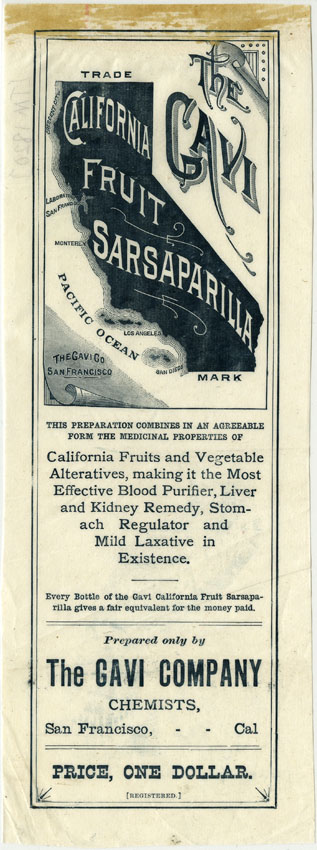 TRADE
THE
GAVI
CALIFORNIA
FRUIT
SARSAPARILLA
SAN FRANCISCO
MONTEREY
PACIFIC OCEAN
LOS ANGELES
SAN DIEGO
THE GAVI CO
SAN FRANCISCO
MARK
THIS PREPARATION COMBINES IN AN AGREEABLE
FORM THE MEDICINAL PROPERTIES OF
California Fruits and Vegetable
Alteratives, making it the Most
Effective Blood Purifier, Liver
and Kidney Remedy, Stom-
ach Regulator and
Mild Laxative in
Existence.
Every Bottle of the Gavi California Fruit Sarsapa-
rilla gives a fair equivalent for the money paid.
Prepared only by
The GAVI COMPANY
CHEMISTS,
San Francisco, - - Cal
PRICE, ONE DOLLAR.
[REGISTERED.]